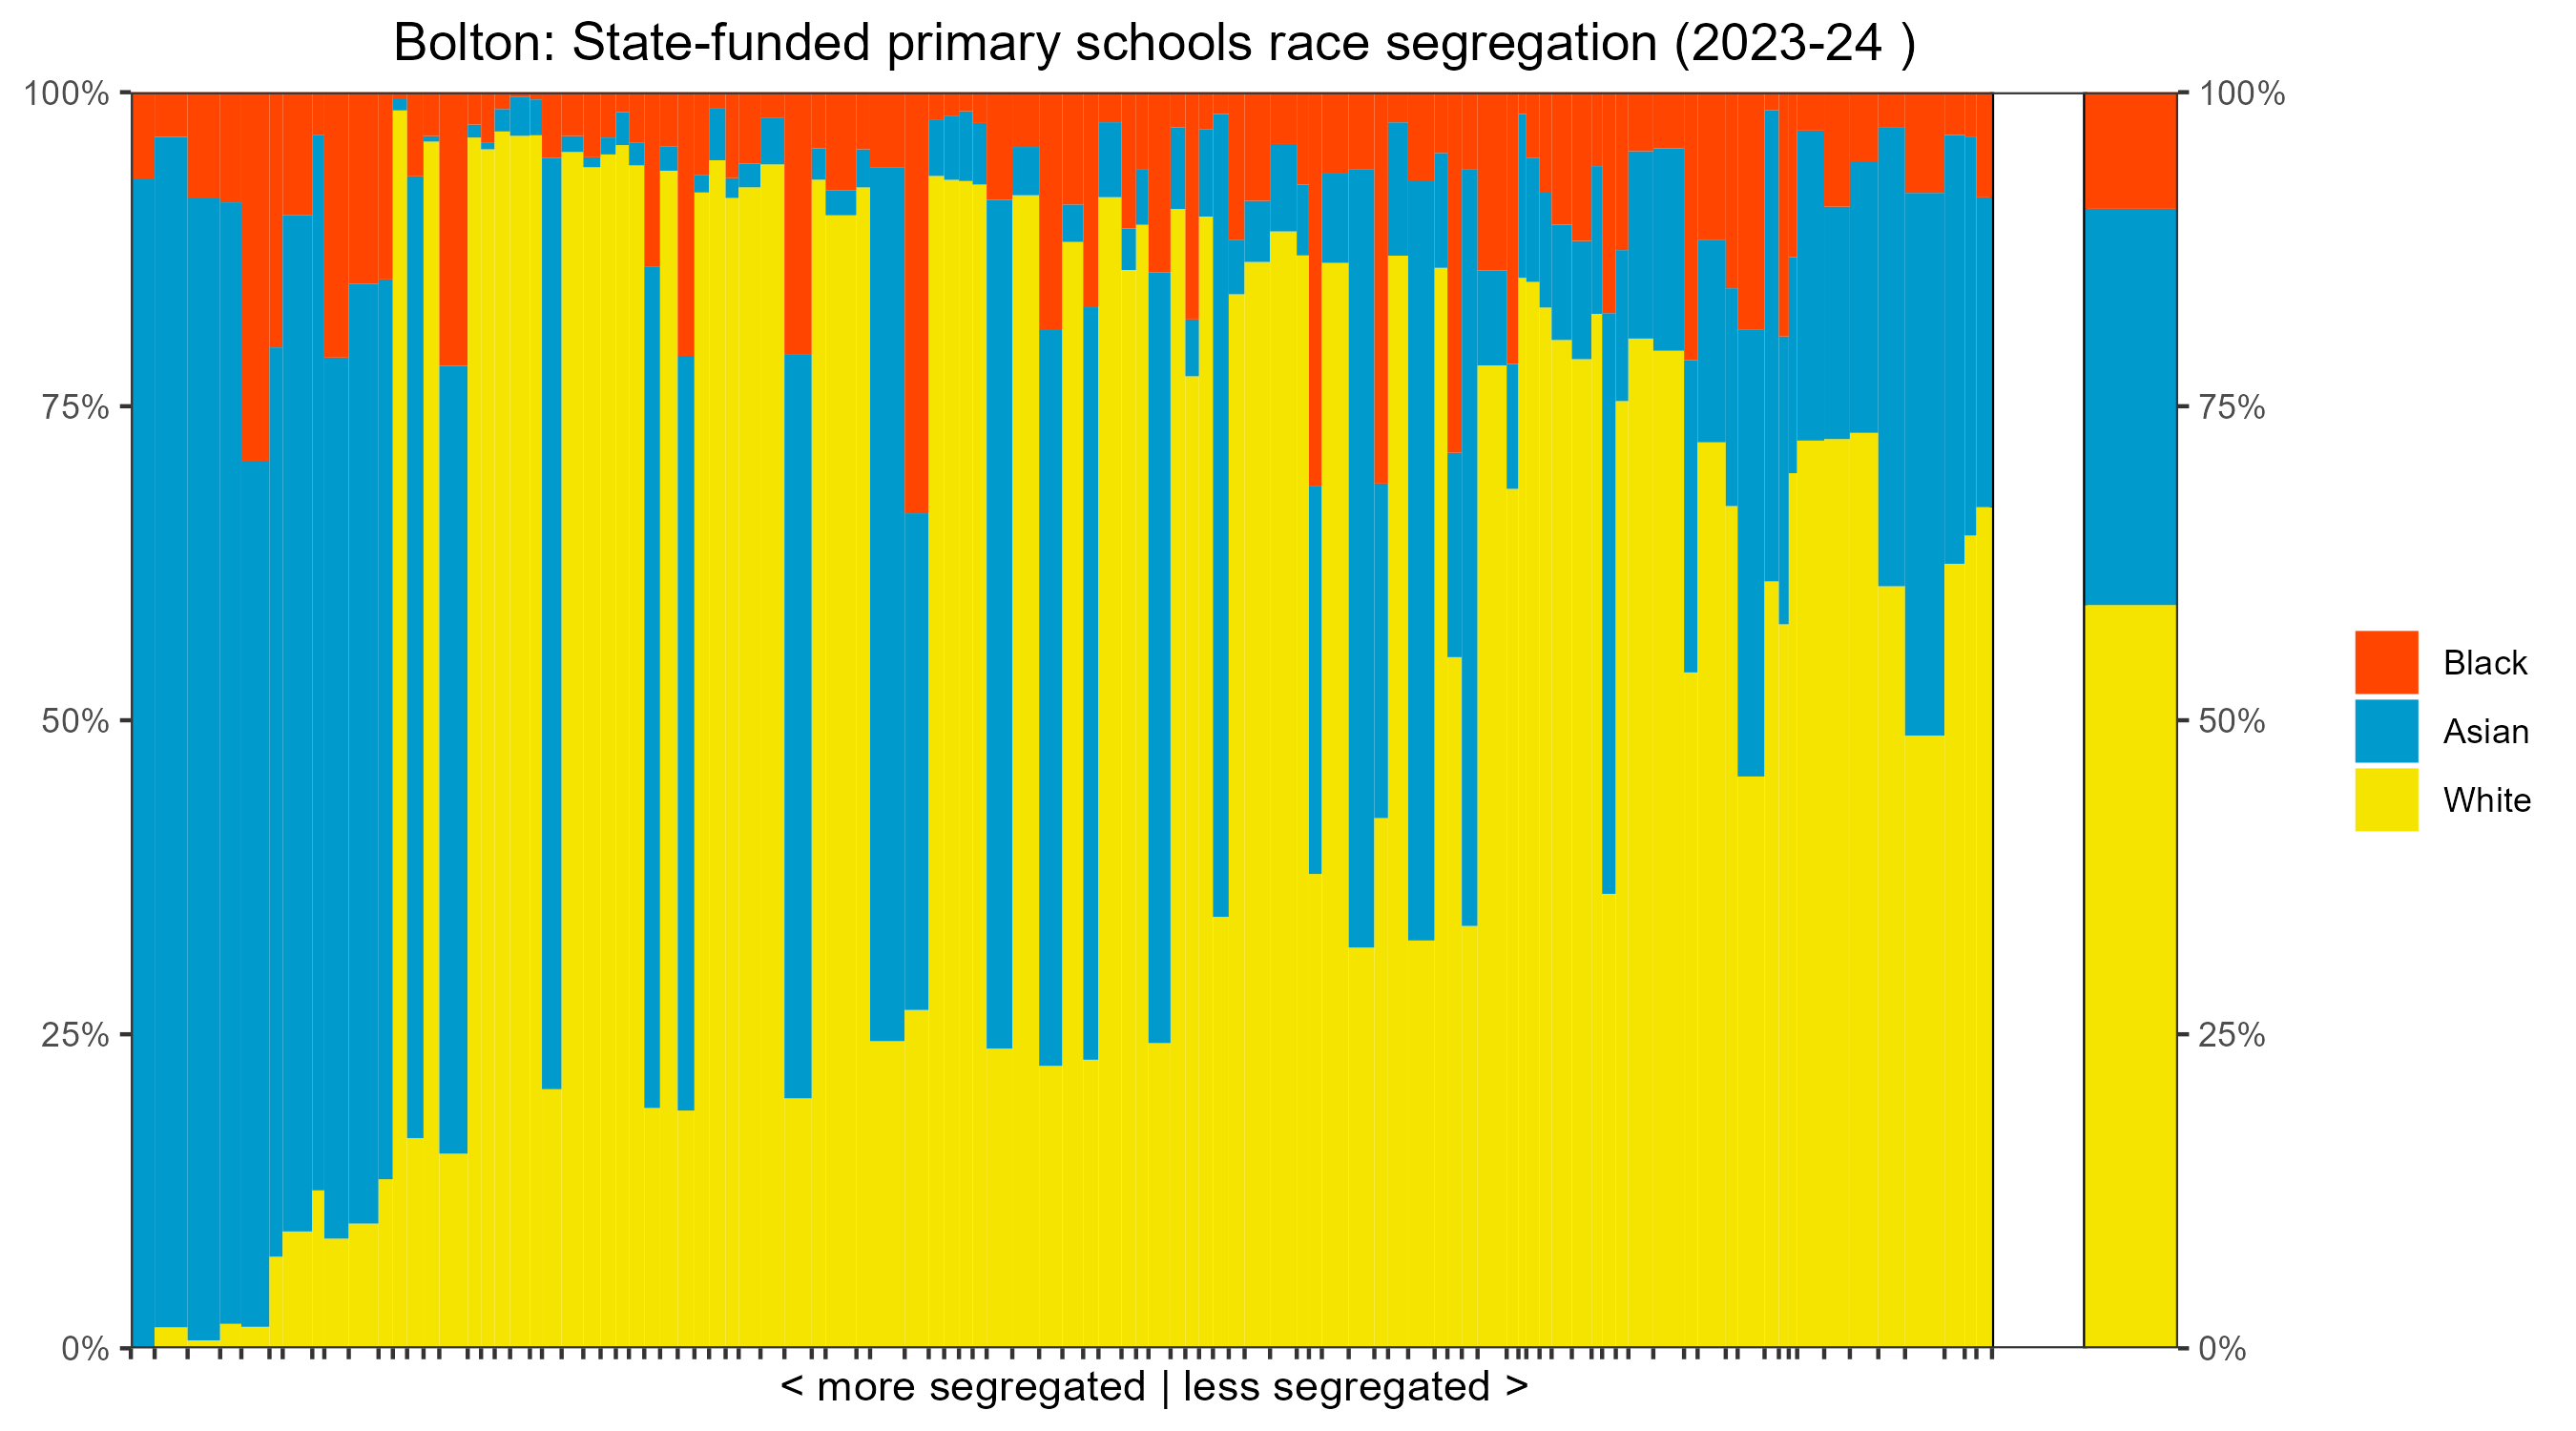 Bolton: State-funded primary schools race segregation (2023-24 )
100%
75%
50%
25%
0%
100%
75%
50%
25%
0%
Black
Asian
White
< more segregated | less segregated >